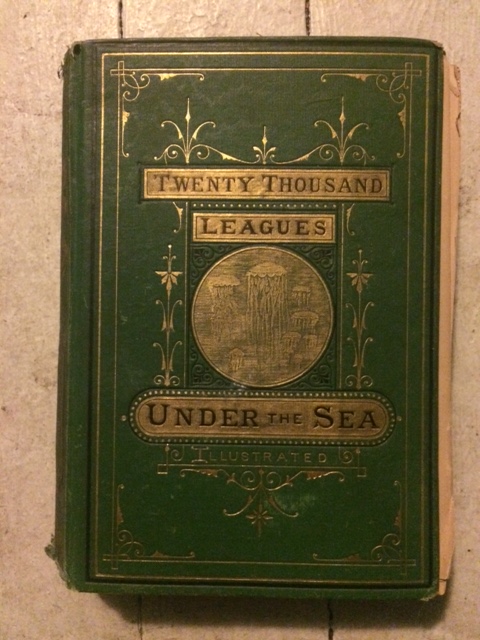 TWENTY THOUSAND
LEAGUES
UNDER THE SEA
ILLUSTRATED